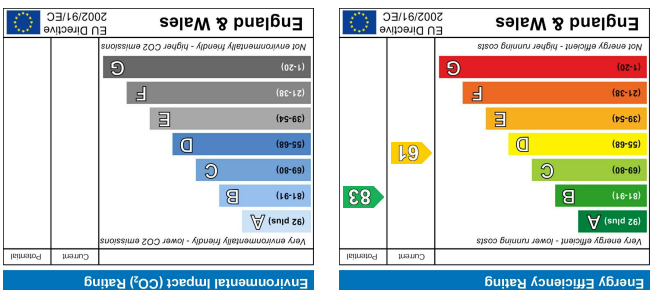 Energy Efficiency Rating
Current Potential
Very energy efficient - lower running costs
(92 plus) A
(81-91) B
(69-80) C
(55-68) D
(39-54) E
(21-38) F
(1-20) G
61
83
Not energy efficient - higher running costs
England & Wales
EU Directive
2002/91/EC
Environmental Impact (CO₂) Rating
Current Potential
Very environmentally friendly - lower CO2 emissions
(92 plus) A
(81-91) B
(69-80) C
(55-68) D
(39-54) E
(21-38) F
(1-20) G
Not environmentally friendly - higher CO2 emissions
England & Wales
EU Directive
2002/91/EC